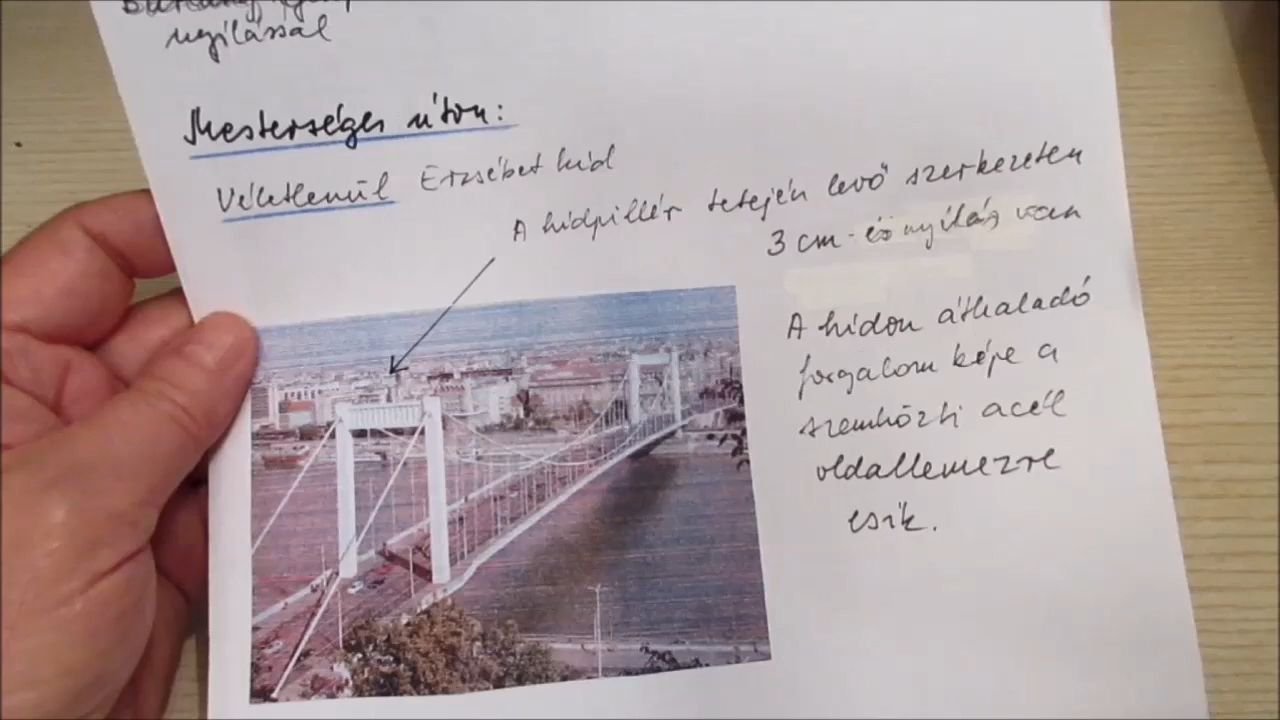 nyílással
Mesterséges úton:
Véletlenül Erzsébet híd
A hídpillér tetején levő szerkezeten
3 cm-es nyílás van
A hídon áthaladó
forgalom képe a
szemközti acél
oldallemezre
esik.